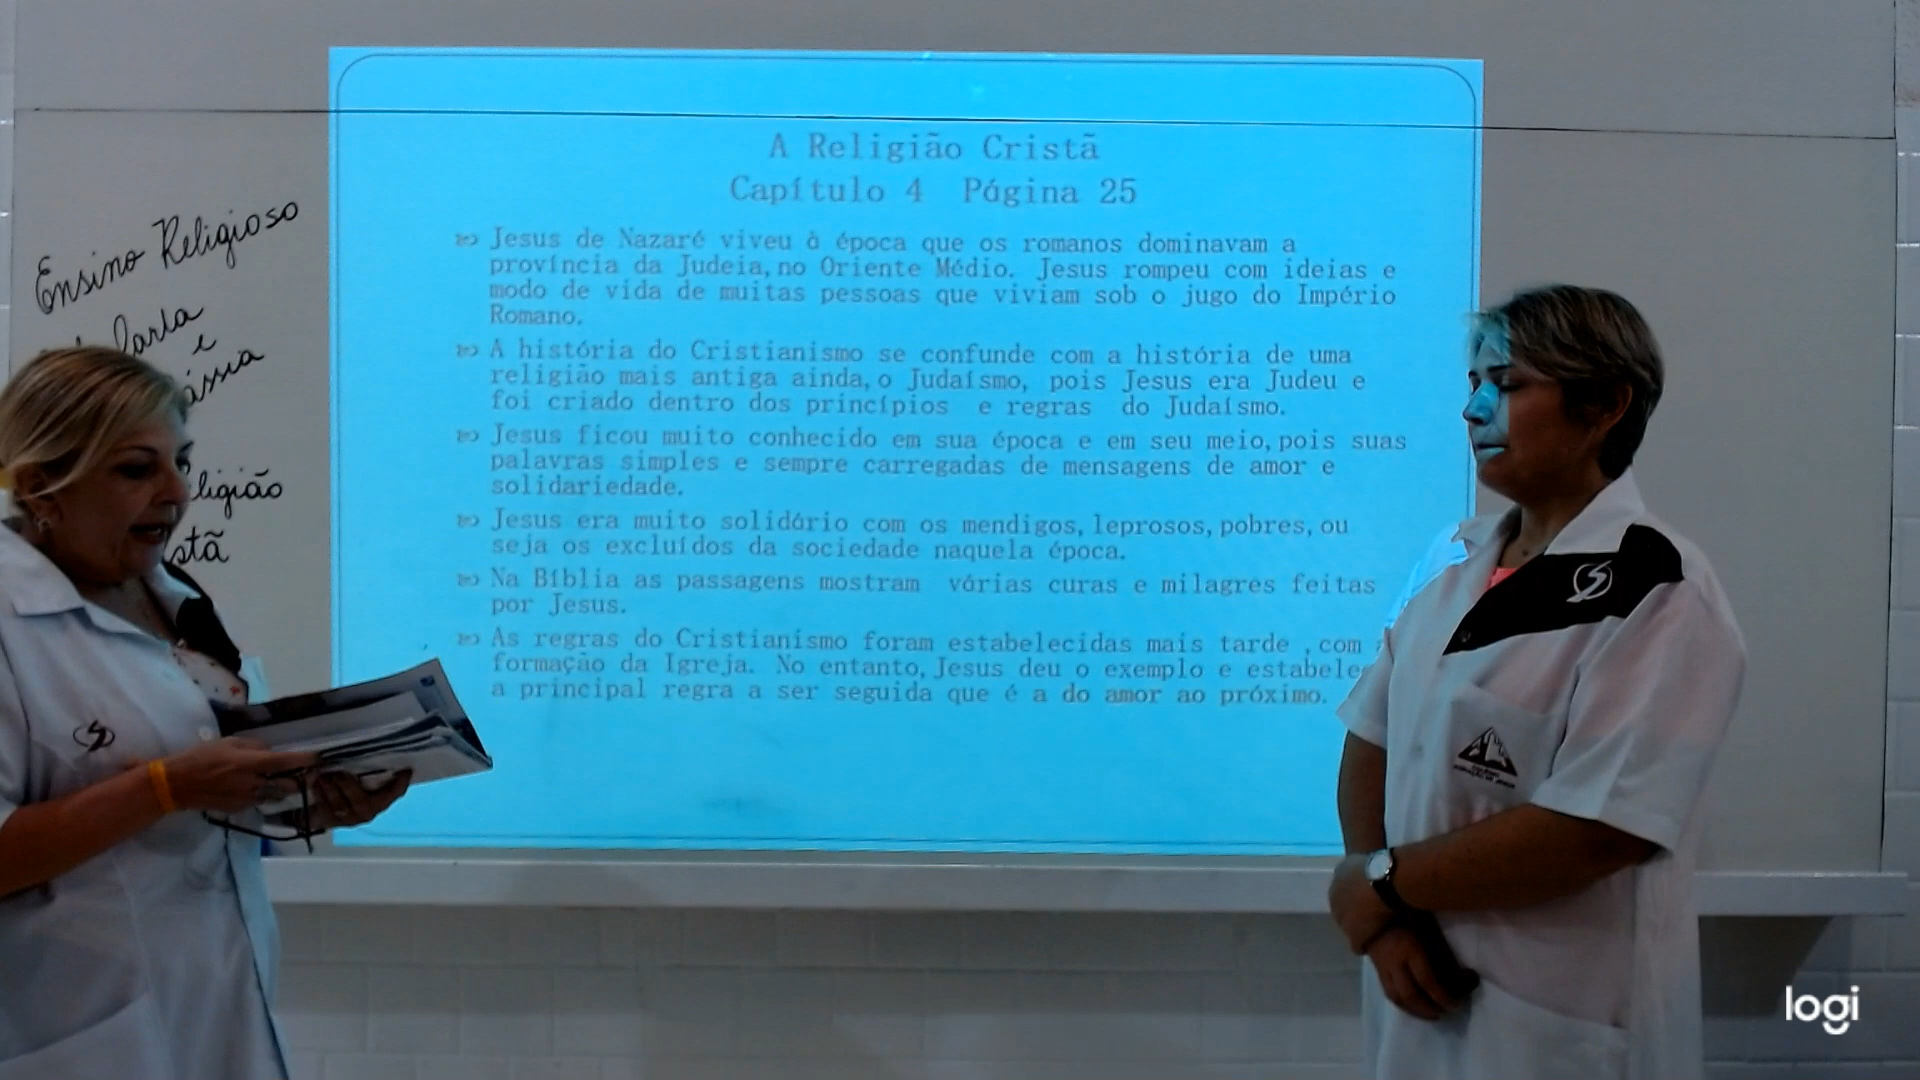 A Religião Cristã
Capítulo 4 Página 25
Jesus de Nazaré viveu à época que os romanos dominavam a
província da Judeia, no Oriente Médio. Jesus rompeu com ideias e
modo de vida de muitas pessoas que viviam sob o jugo do Império
Romano.
A história do Cristianismo se confunde com a história de uma
religião mais antiga ainda, o Judaísmo, pois Jesus era Judeu e
foi criado dentro dos princípios e regras do Judaísmo.
Jesus ficou muito conhecido em sua época e em seu meio, pois suas
palavras simples e sempre carregadas de mensagens de amor e
solidariedade.
Jesus era muito solidário com os mendigos, leprosos, pobres, ou
seja os excluídos da sociedade naquela época.
Na Bíblia as passagens mostram várias curas e milagres feitas
por Jesus.
As regras do Cristianismo foram estabelecidas mais tarde ,com
formação da Igreja. No entanto, Jesus deu o exemplo e estabele
a principal regra a ser seguida que é a do amor ao próximo.
Ensino Religioso
Carla
e
ássia
ligião
stã
logi